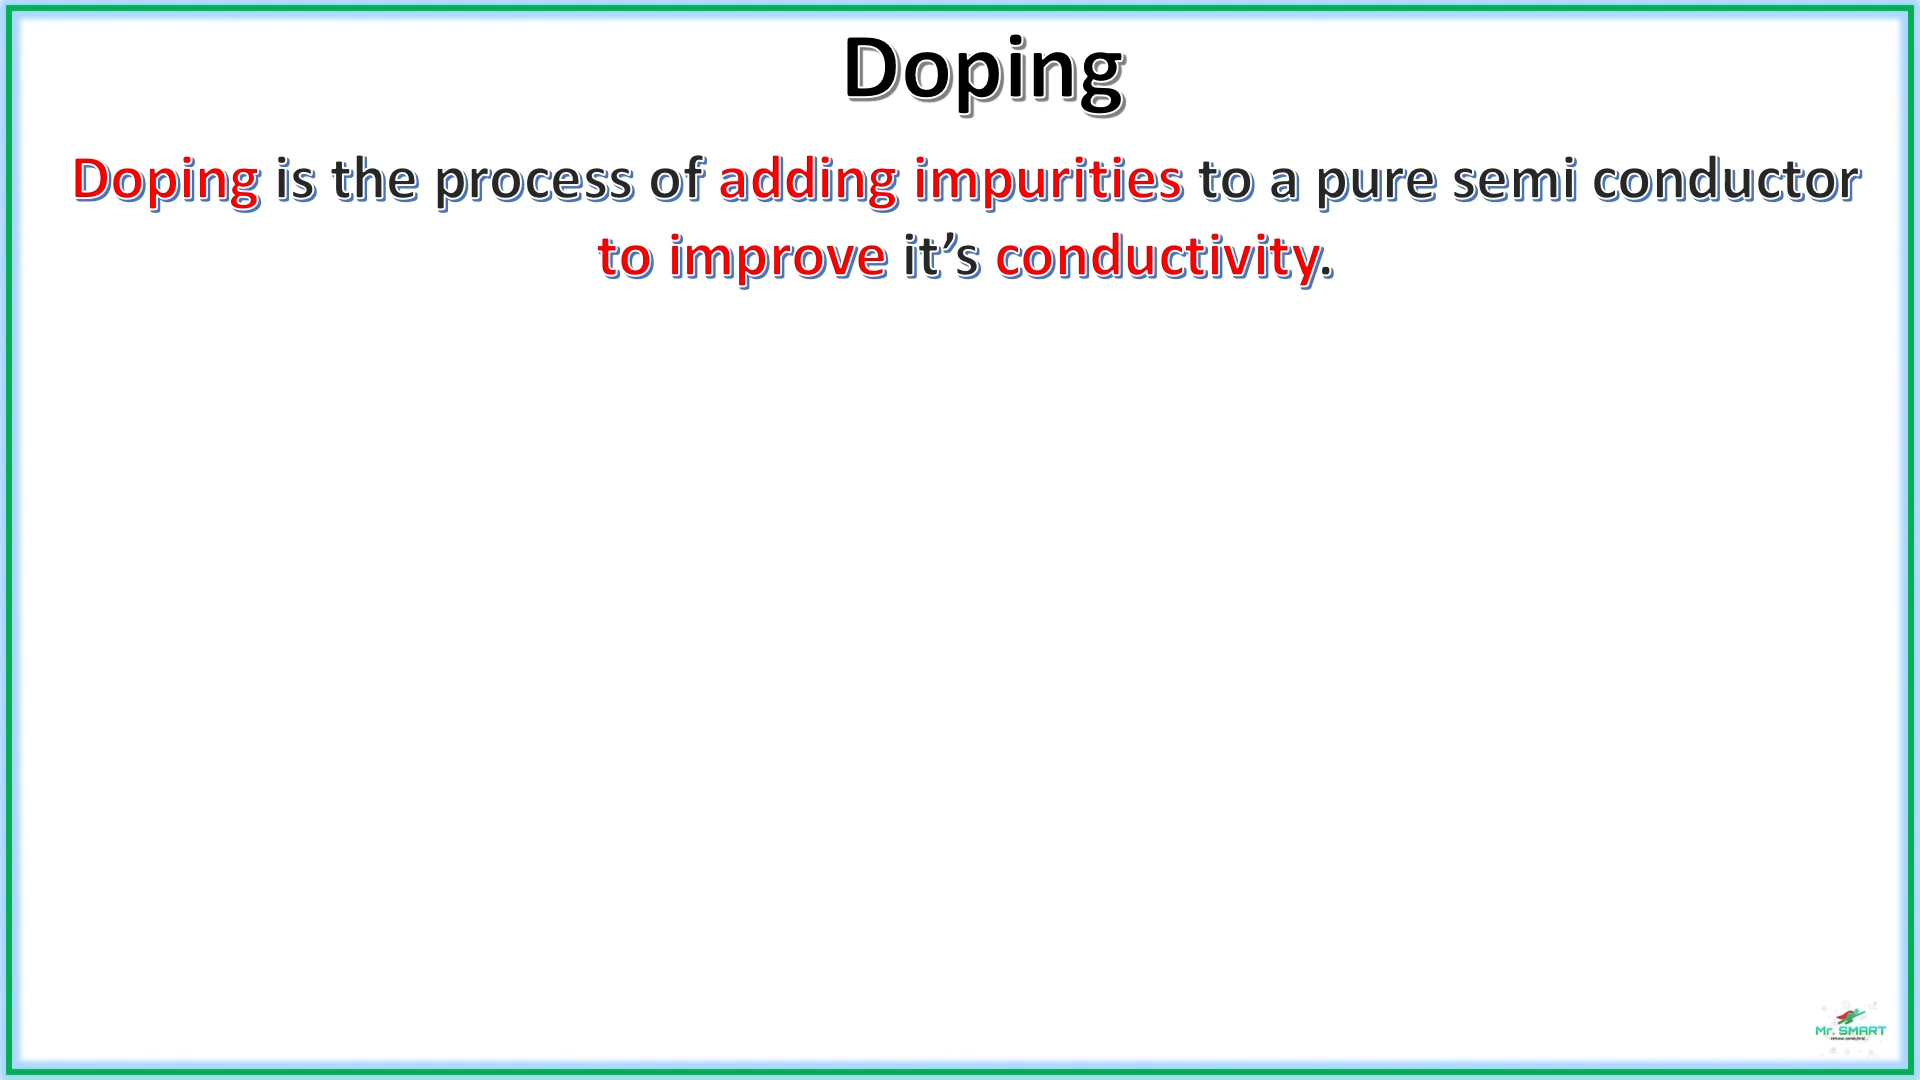 Doping
Doping is the process of adding impurities to a pure semi conductor
to improve it’s conductivity.
Mr. SMART